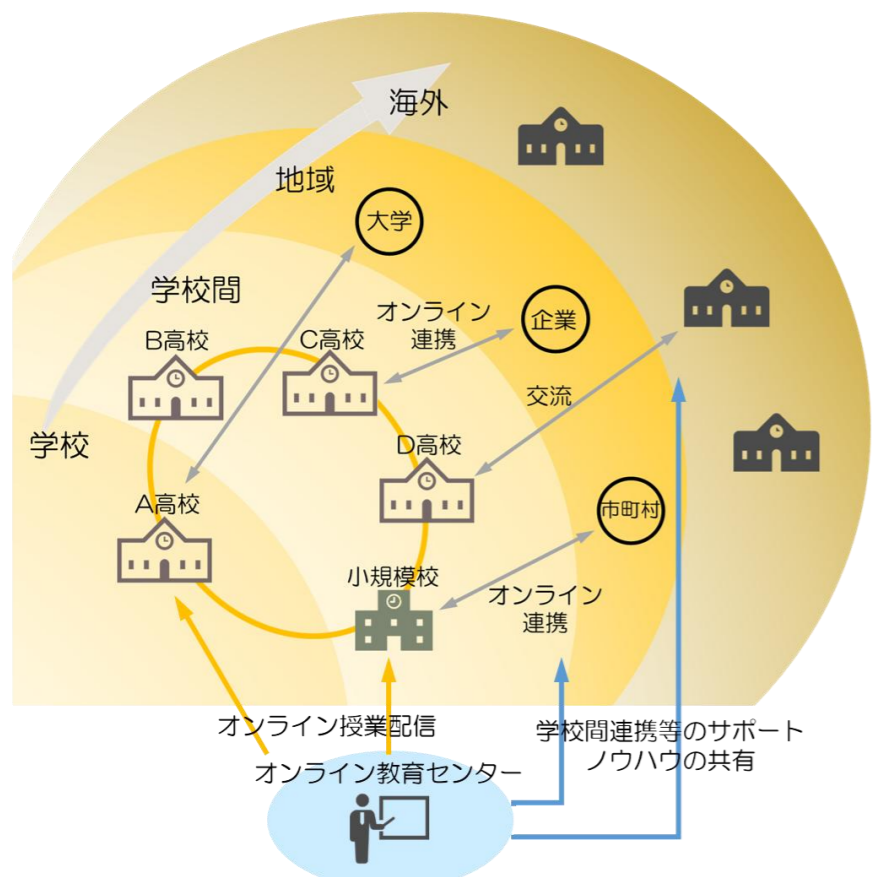 海外
地域
大学
学校間
オンライン
連携
企業
B高校
C高校
交流
学校
D高校
A高校
市町村
小規模校
オンライン
連携
オンライン授業配信
学校間連携等のサポート
ノウハウの共有
オンライン教育センター